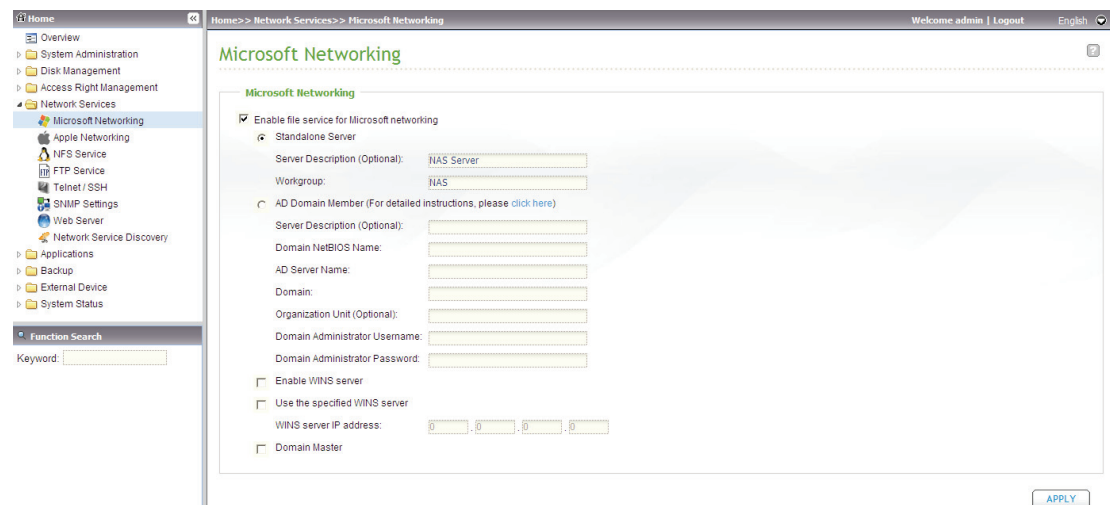 Home
Overview
System Administration
Disk Management
Access Right Management
Network Services
Microsoft Networking
Apple Networking
NFS Service
FTP Service
Telnet / SSH
SNMP Settings
Web Server
Network Service Discovery
Applications
Backup
External Device
System Status
Function Search
Keyword:
Home>> Network Services>> Microsoft Networking
Welcome admin | Logout
English
Microsoft Networking
?
Microsoft Networking
Enable file service for Microsoft networking
Standalone Server
Server Description (Optional): NAS Server
Workgroup: NAS
AD Domain Member (For detailed instructions, please click here)
Server Description (Optional):
Domain NetBIOS Name:
AD Server Name:
Domain:
Organization Unit (Optional):
Domain Administrator Username:
Domain Administrator Password:
Enable WINS server
Use the specified WINS server
WINS server IP address: 0 . 0 . 0 . 0
Domain Master
APPLY